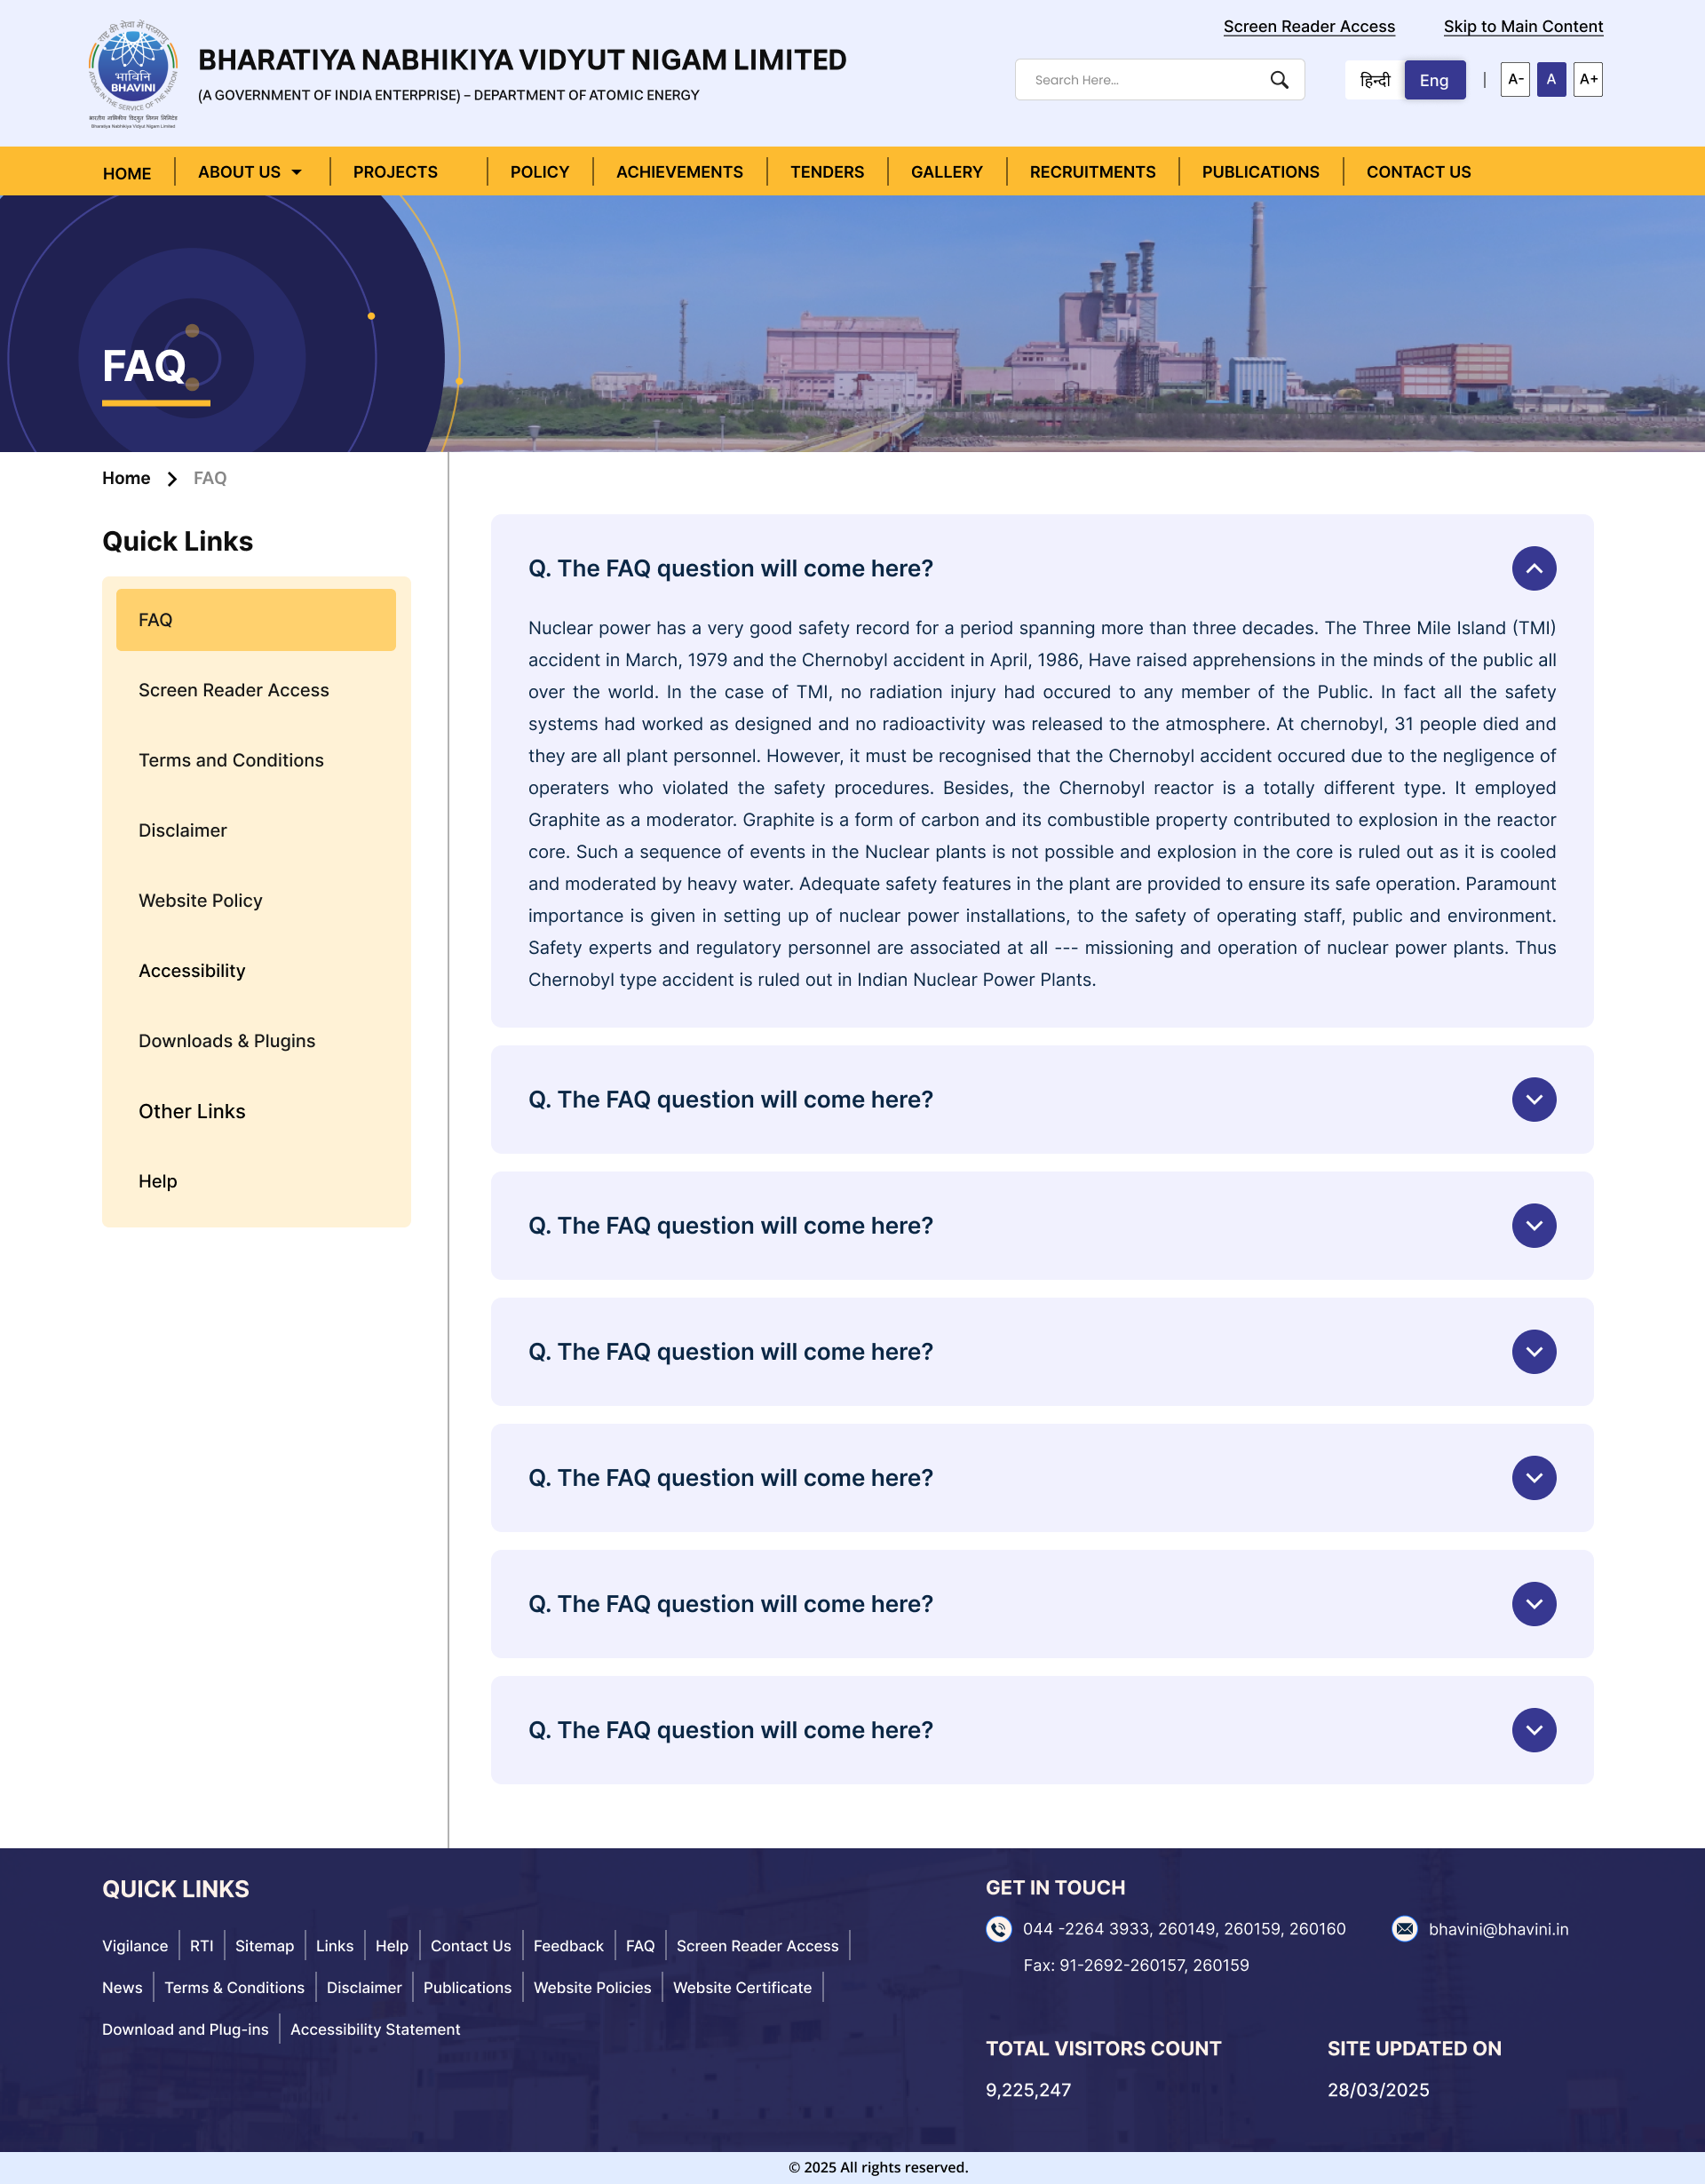 Screen Reader Access
Skip to Main Content
राष्ट्र की सेवा में परमाणु
भाविनि
BHAVINI
ATOMS IN THE SERVICE OF THE NATION
भारतीय नाभिकीय विद्युत निगम लिमिटेड
Bharatiya Nabhikiya Vidyut Nigam Limited
BHARATIYA NABHIKIYA VIDYUT NIGAM LIMITED
(A GOVERNMENT OF INDIA ENTERPRISE) – DEPARTMENT OF ATOMIC ENERGY
Search Here...
हिन्दी
Eng
|
A-
A
A+
HOME
ABOUT US
PROJECTS
POLICY
ACHIEVEMENTS
TENDERS
GALLERY
RECRUITMENTS
PUBLICATIONS
CONTACT US
FAQ
Home
FAQ
Quick Links
FAQ
Screen Reader Access
Terms and Conditions
Disclaimer
Website Policy
Accessibility
Downloads & Plugins
Other Links
Help
Q. The FAQ question will come here?
Nuclear power has a very good safety record for a period spanning more than three decades. The Three Mile Island (TMI)
accident in March, 1979 and the Chernobyl accident in April, 1986, Have raised apprehensions in the minds of the public all
over the world. In the case of TMI, no radiation injury had occured to any member of the Public. In fact all the safety
systems had worked as designed and no radioactivity was released to the atmosphere. At chernobyl, 31 people died and
they are all plant personnel. However, it must be recognised that the Chernobyl accident occured due to the negligence of
operaters who violated the safety procedures. Besides, the Chernobyl reactor is a totally different type. It employed
Graphite as a moderator. Graphite is a form of carbon and its combustible property contributed to explosion in the reactor
core. Such a sequence of events in the Nuclear plants is not possible and explosion in the core is ruled out as it is cooled
and moderated by heavy water. Adequate safety features in the plant are provided to ensure its safe operation. Paramount
importance is given in setting up of nuclear power installations, to the safety of operating staff, public and environment.
Safety experts and regulatory personnel are associated at all --- missioning and operation of nuclear power plants. Thus
Chernobyl type accident is ruled out in Indian Nuclear Power Plants.
Q. The FAQ question will come here?
Q. The FAQ question will come here?
Q. The FAQ question will come here?
Q. The FAQ question will come here?
Q. The FAQ question will come here?
Q. The FAQ question will come here?
QUICK LINKS
Vigilance | RTI | Sitemap | Links | Help | Contact Us | Feedback | FAQ | Screen Reader Access |
News | Terms & Conditions | Disclaimer | Publications | Website Policies | Website Certificate |
Download and Plug-ins | Accessibility Statement
GET IN TOUCH
044 -2264 3933, 260149, 260159, 260160
bhavini@bhavini.in
Fax: 91-2692-260157, 260159
TOTAL VISITORS COUNT
9,225,247
SITE UPDATED ON
28/03/2025
© 2025 All rights reserved.